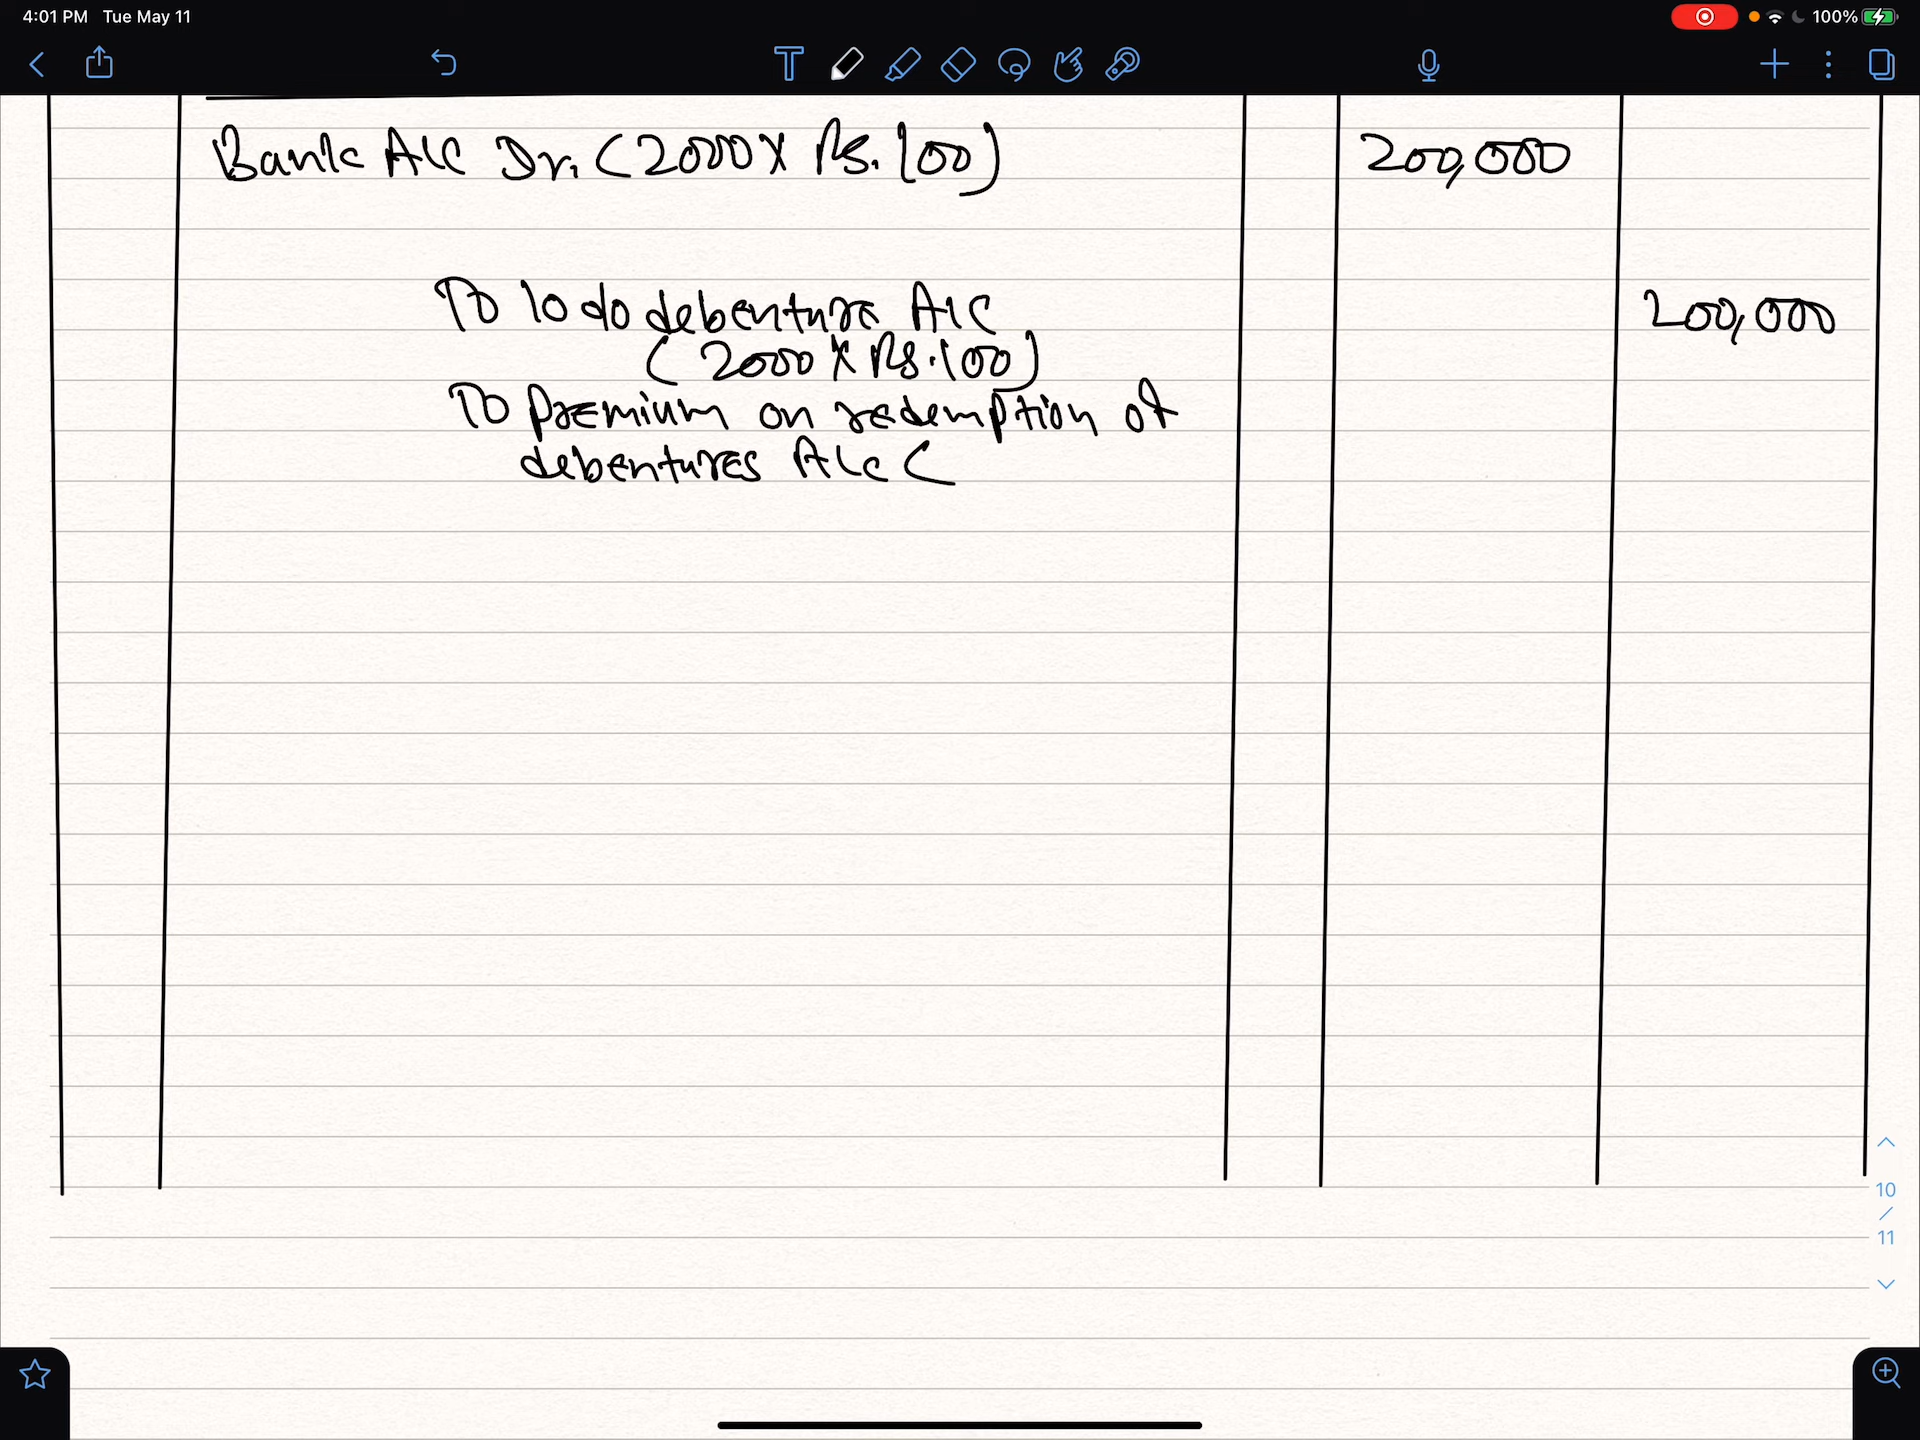 4:01 PM Tue May 11
100%
Bank A/c Dr. (2000 X Rs. 100) 200,000
To 10 % debenture A/c 200,000
(2000 X Rs. 100)
To Premium on redemption of
debentures A/c (
10
/
11